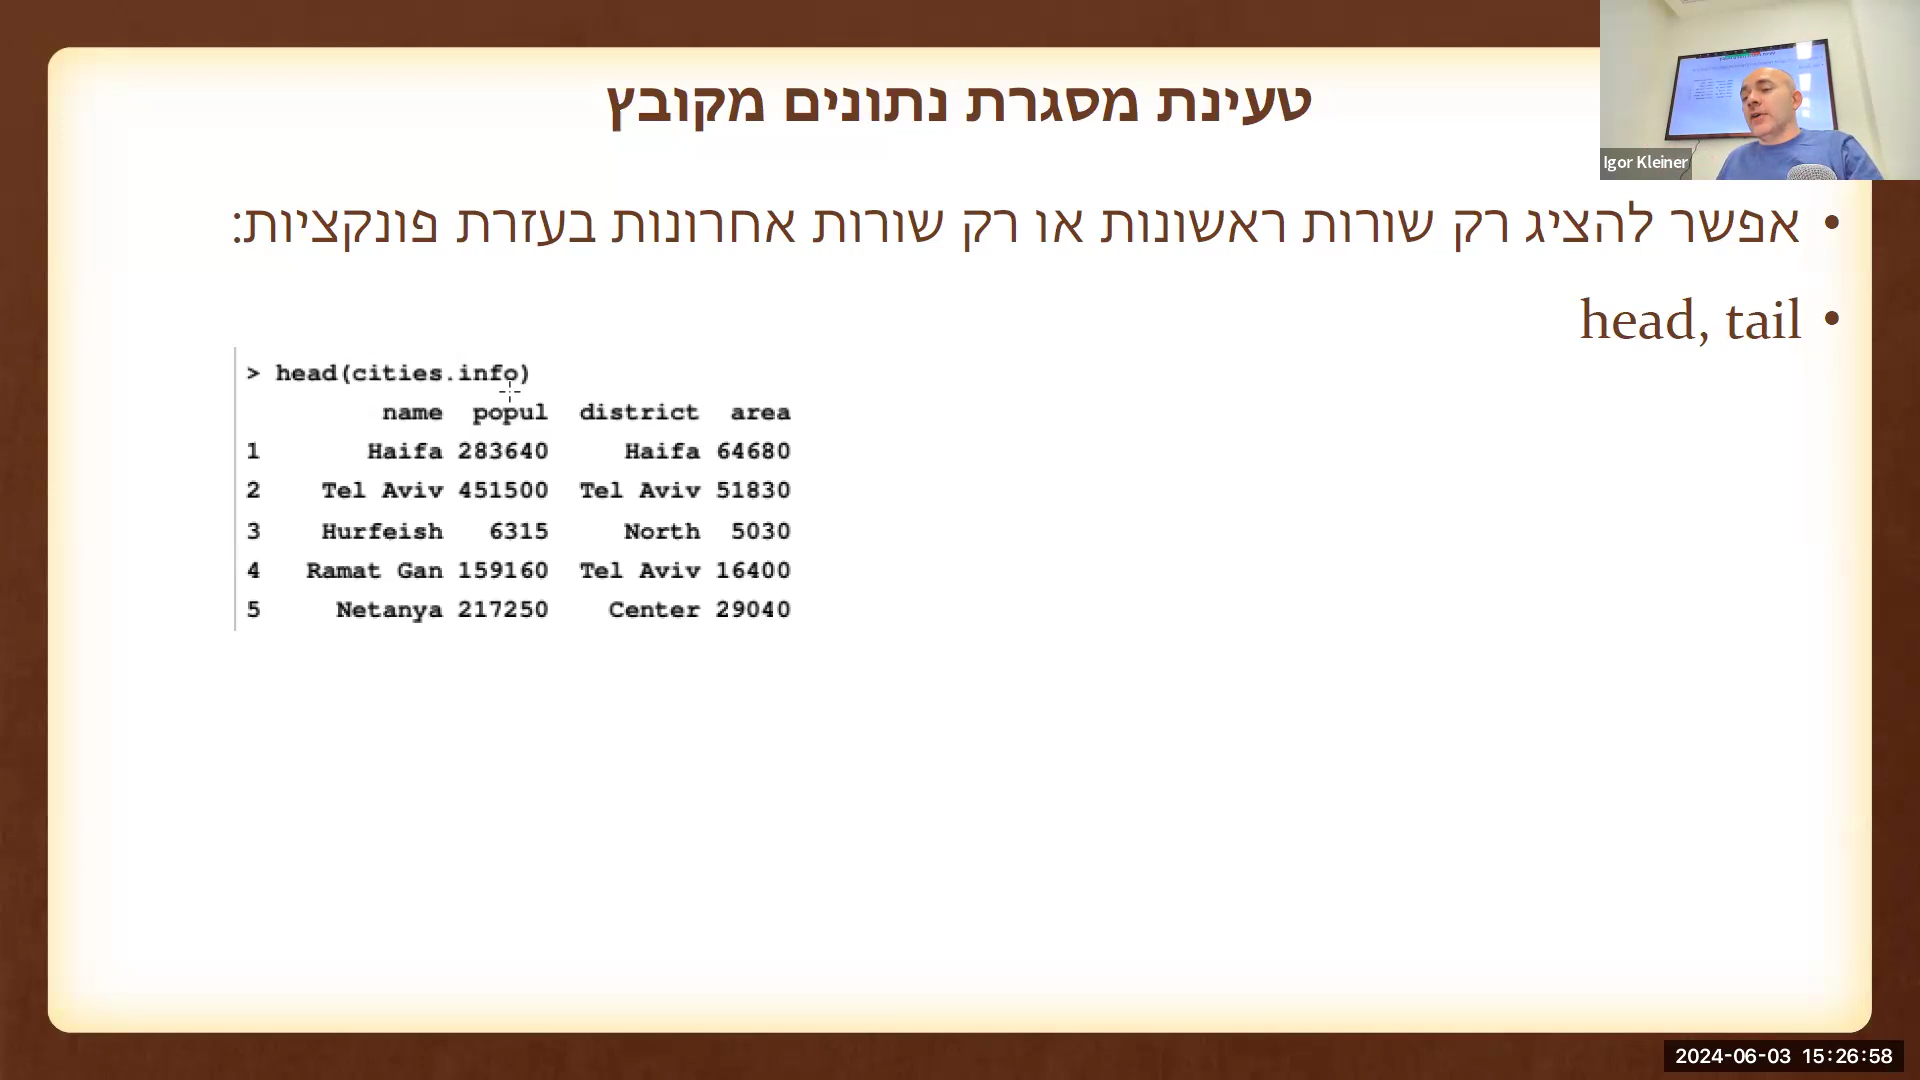 טעינת מסגרת נתונים מקובץ
Igor Kleiner
• אפשר להציג רק שורות ראשונות או רק שורות אחרונות בעזרת פונקציות:
• head, tail
> head(cities.info)
name popul district area
1 Haifa 283640 Haifa 64680
2 Tel Aviv 451500 Tel Aviv 51830
3 Hurfeish 6315 North 5030
4 Ramat Gan 159160 Tel Aviv 16400
5 Netanya 217250 Center 29040
2024-06-03 15:26:58